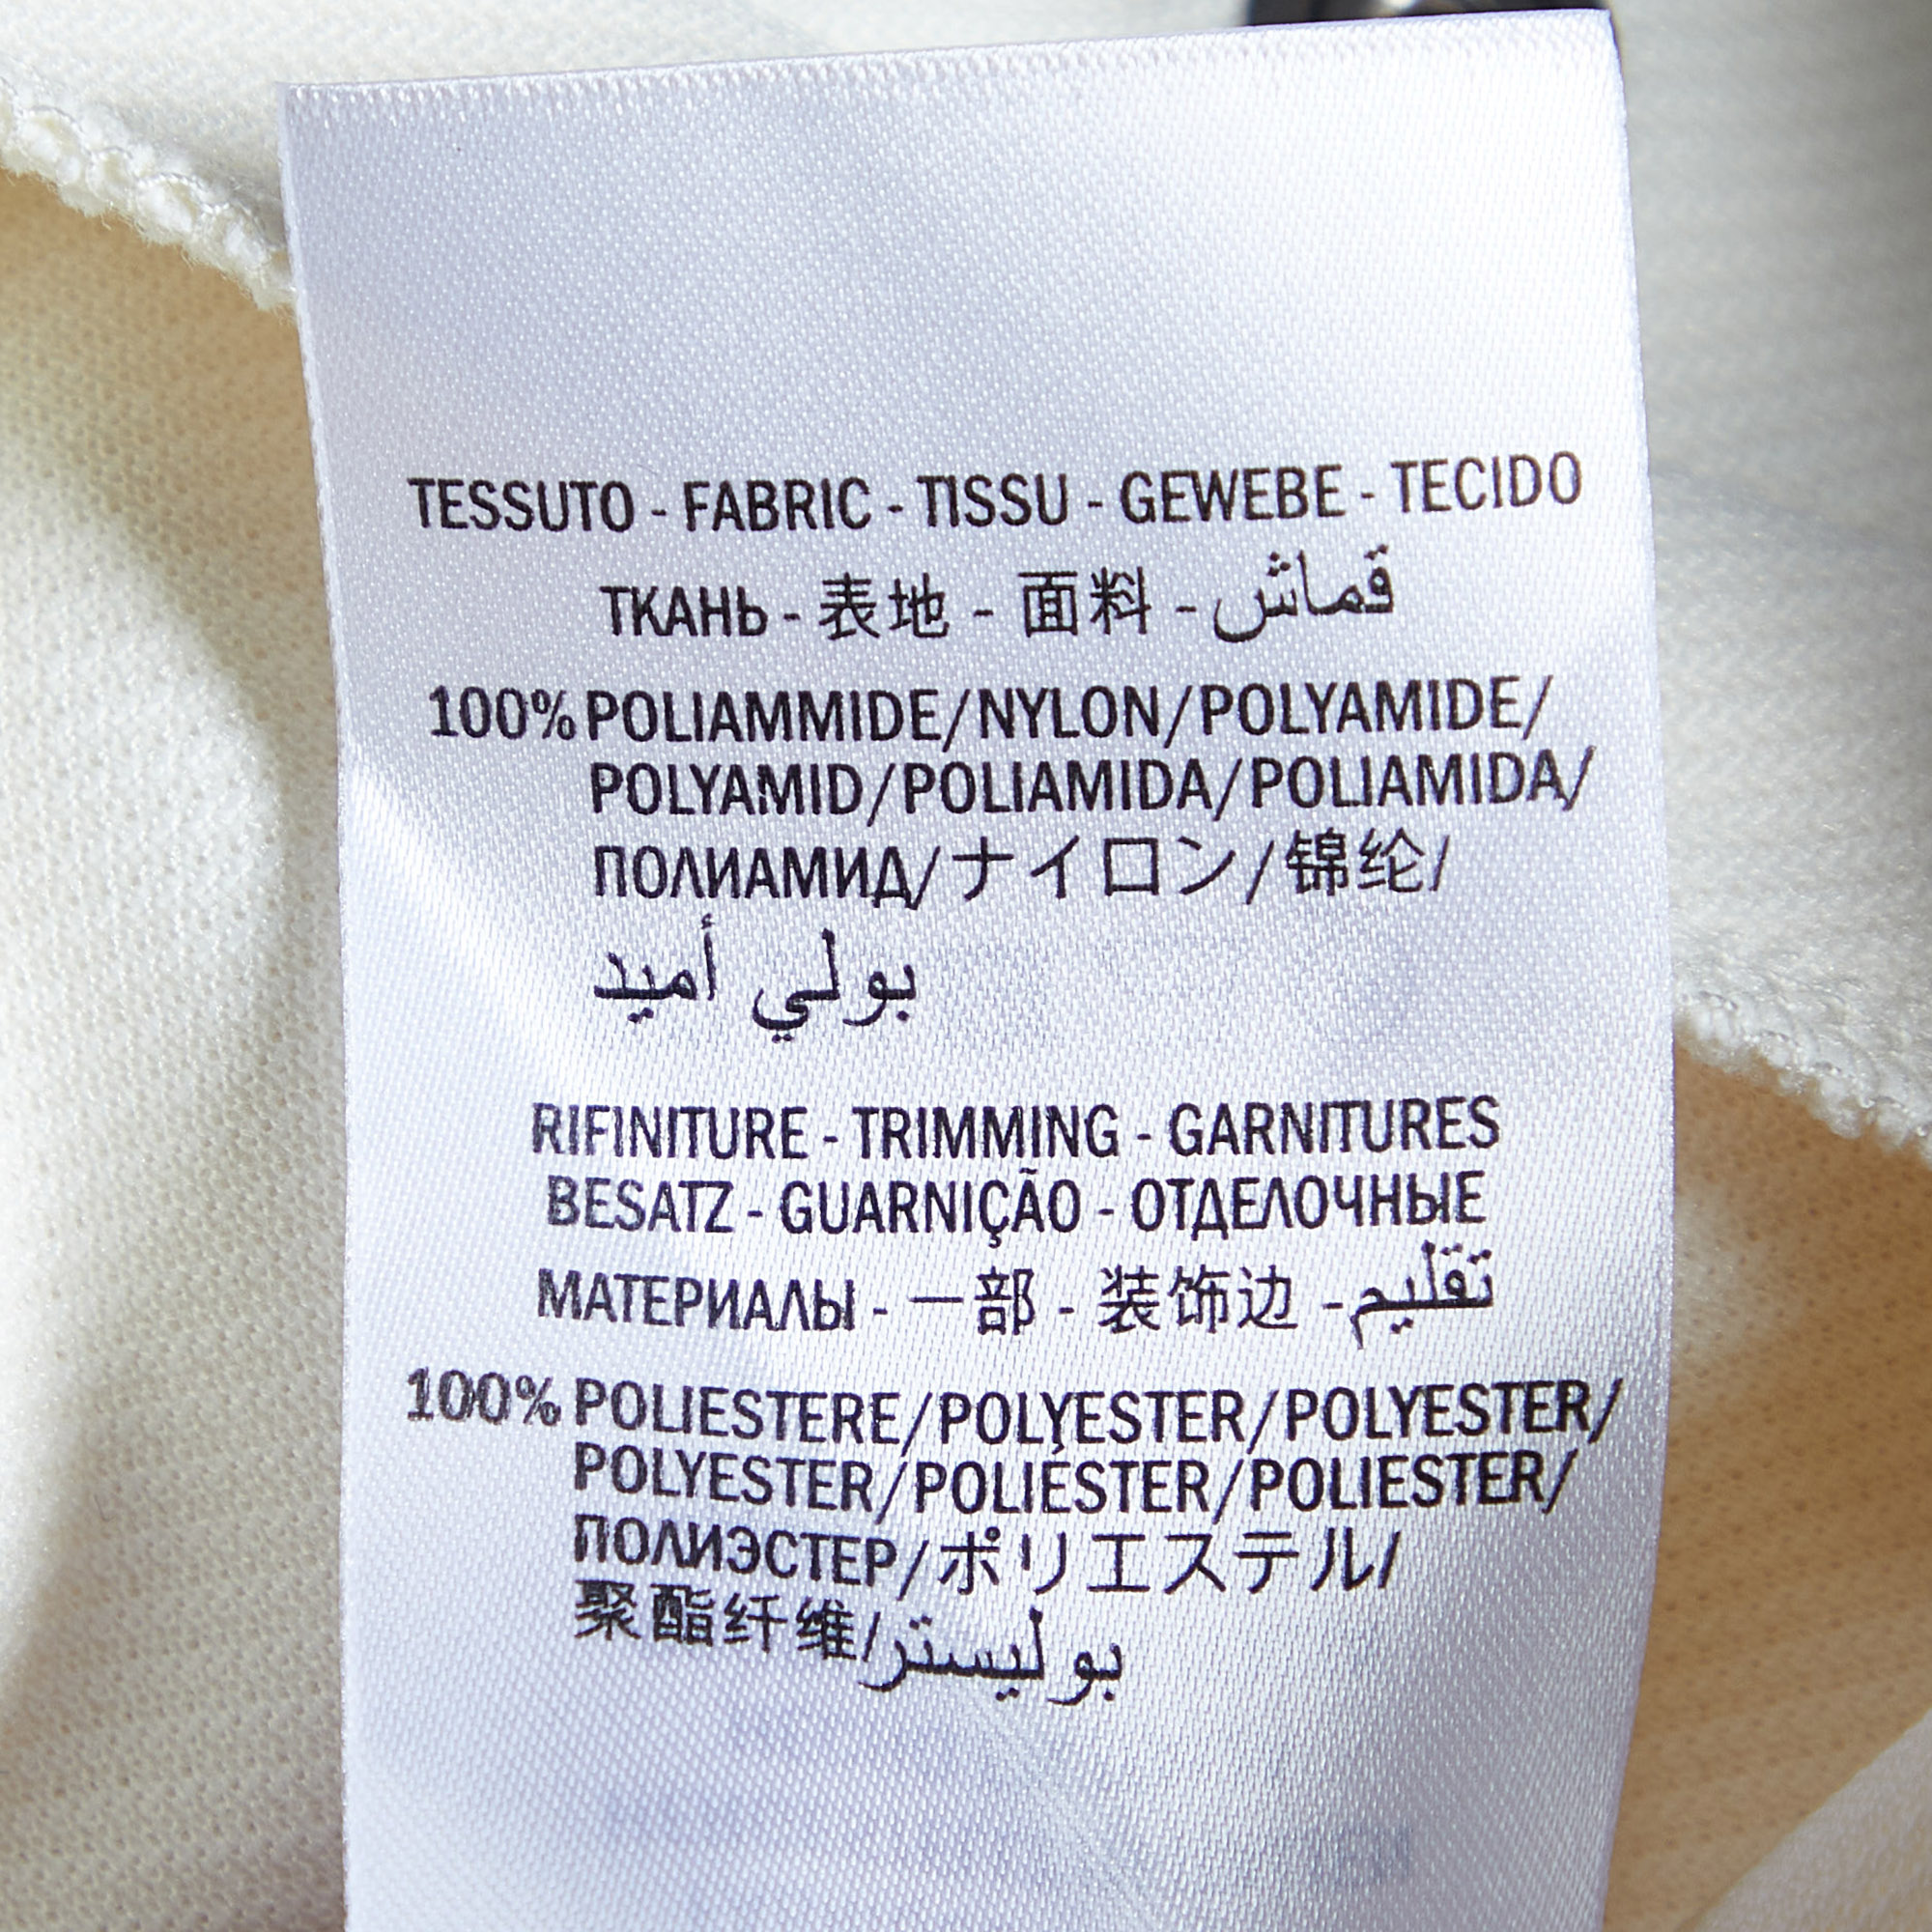 TESSUTO - FABRIC - TISSU - GEWEBE - TECIDO
ТКАНЬ - 表地 - 面料 - قماش
100% POLIAMMIDE/NYLON/POLYAMIDE/
POLYAMID/POLIAMIDA/POLIAMIDA/
ПОЛИАМИД/ナイロン/锦纶/
بولي أميد
RIFINITURE - TRIMMING - GARNITURES
BESATZ - GUARNIÇÃO - ОТДЕЛОЧНЫЕ
МАТЕРИАЛЫ - 一部 - 装饰边 - تقليم
100% POLIESTERE/POLYESTER/POLYESTER/
POLYESTER/POLIÉSTER/POLIESTER/
ПОЛИЭСТЕР/ポリエステル/
聚酯纤维/بوليستر